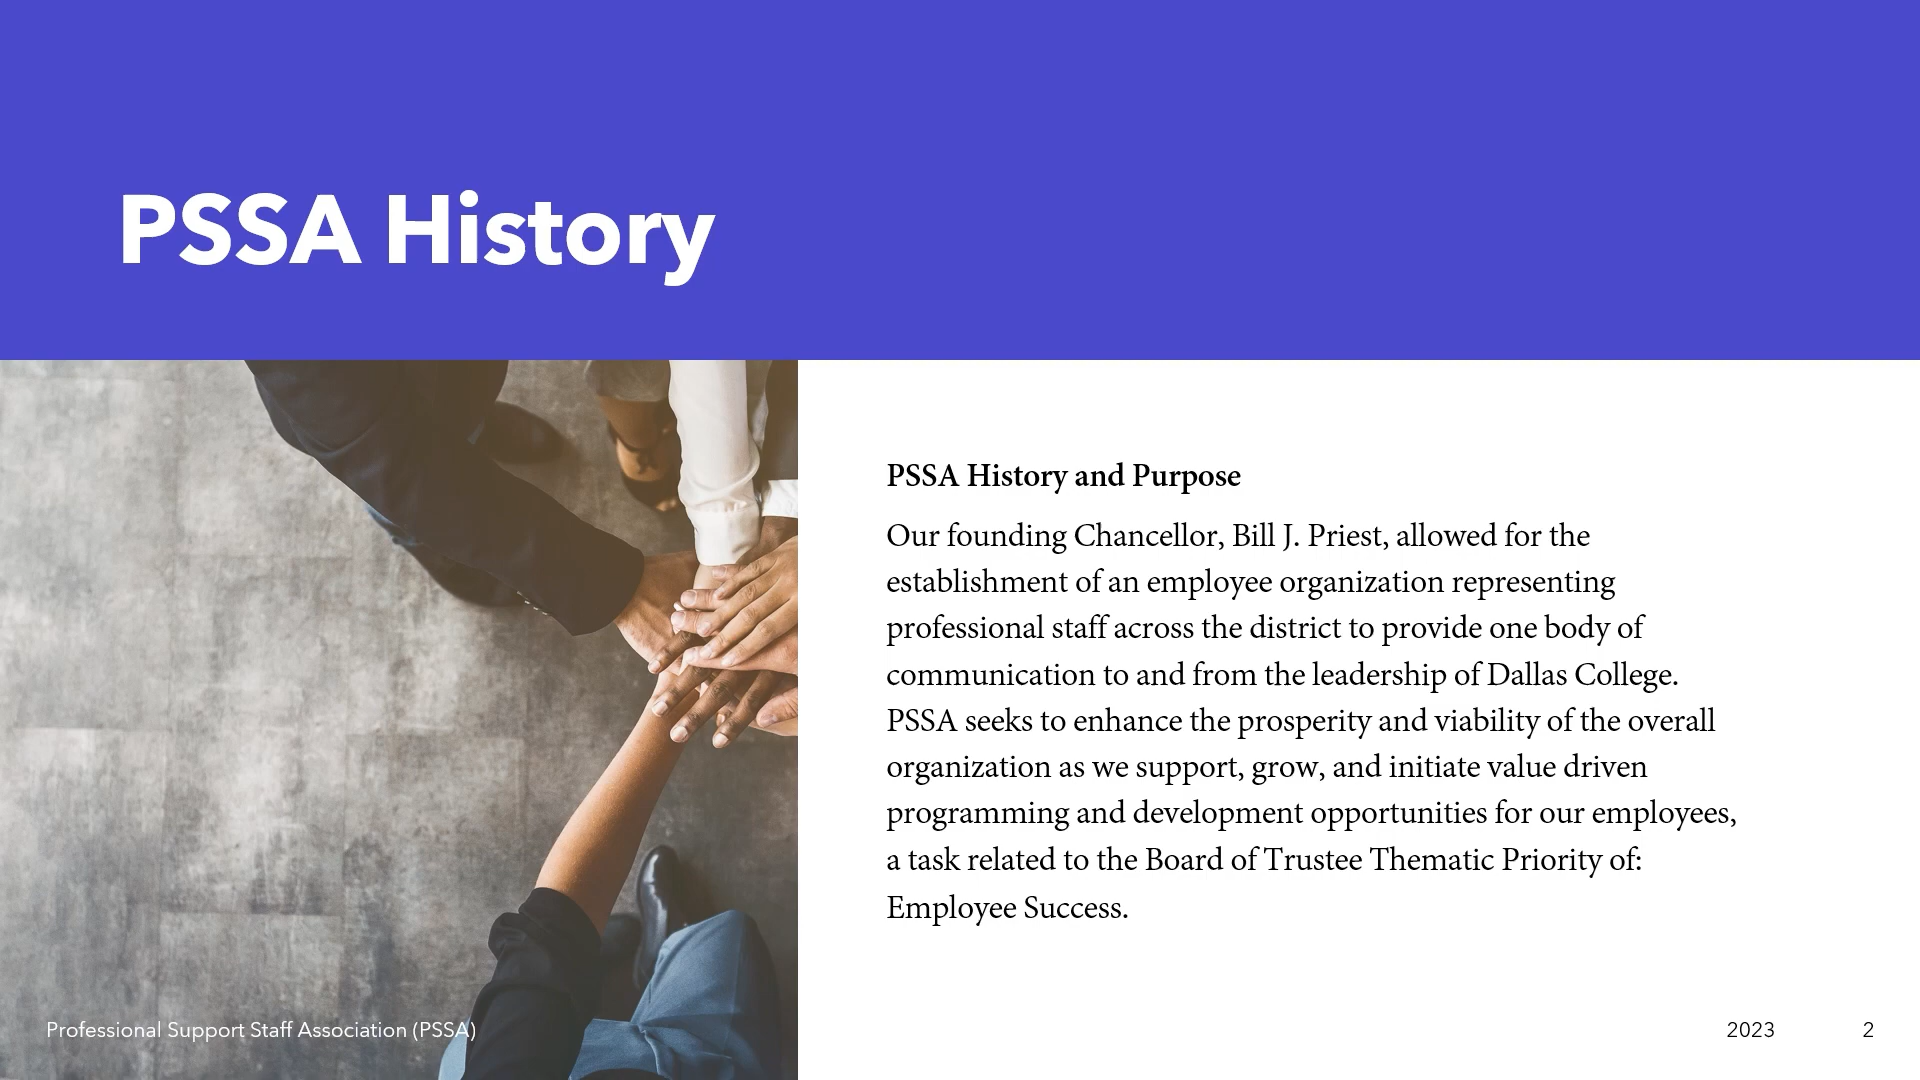 PSSA History
PSSA History and Purpose
Our founding Chancellor, Bill J. Priest, allowed for the
establishment of an employee organization representing
professional staff across the district to provide one body of
communication to and from the leadership of Dallas College.
PSSA seeks to enhance the prosperity and viability of the overall
organization as we support, grow, and initiate value driven
programming and development opportunities for our employees,
a task related to the Board of Trustee Thematic Priority of:
Employee Success.
Professional Support Staff Association (PSSA)
2023
2